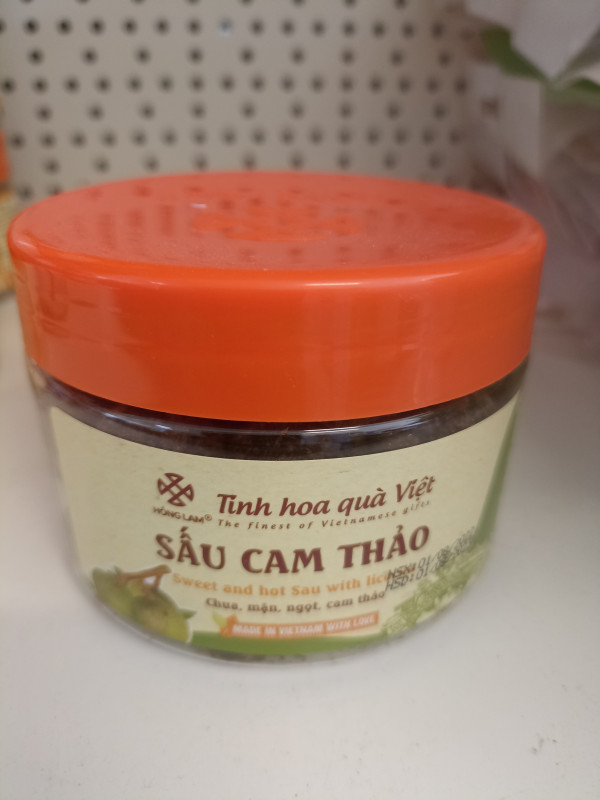 HỒNG LAM®
Tinh hoa quà Việt
The finest of Vietnamese gifts
SẤU CAM THẢO
Sweet and hot Sau with
Chua, mặn, ngọt, cam thảo
MADE IN VIETNAM WITH LOVE